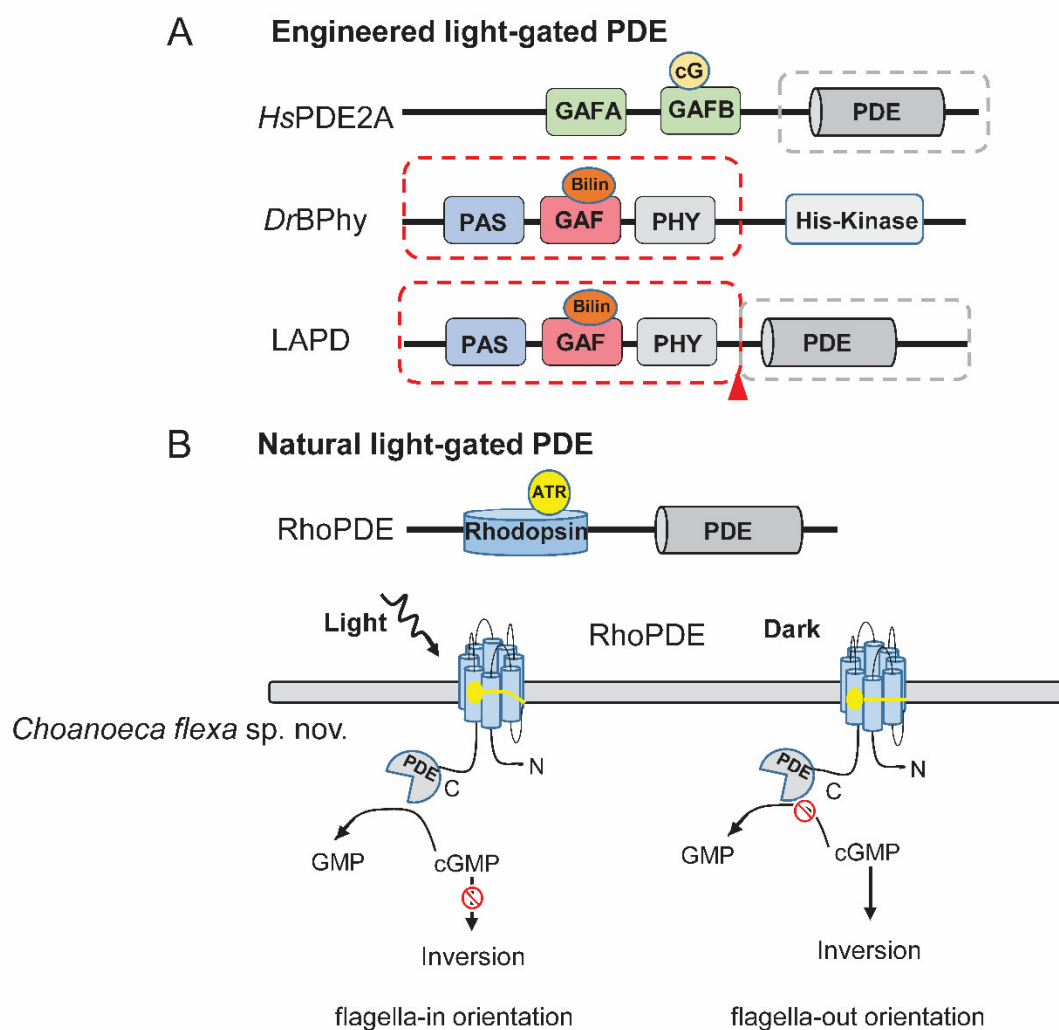 A Engineered light-gated PDE
cG
HsPDE2A GAFA GAFB PDE
Bilin
DrBPhy PAS GAF PHY His-Kinase
Bilin
LAPD PAS GAF PHY PDE
B Natural light-gated PDE
ATR
RhoPDE Rhodopsin PDE
Light RhoPDE Dark
Choanoeca flexa sp. nov.
PDE C N PDE C N
GMP cGMP GMP cGMP
Inversion Inversion
flagella-in orientation flagella-out orientation